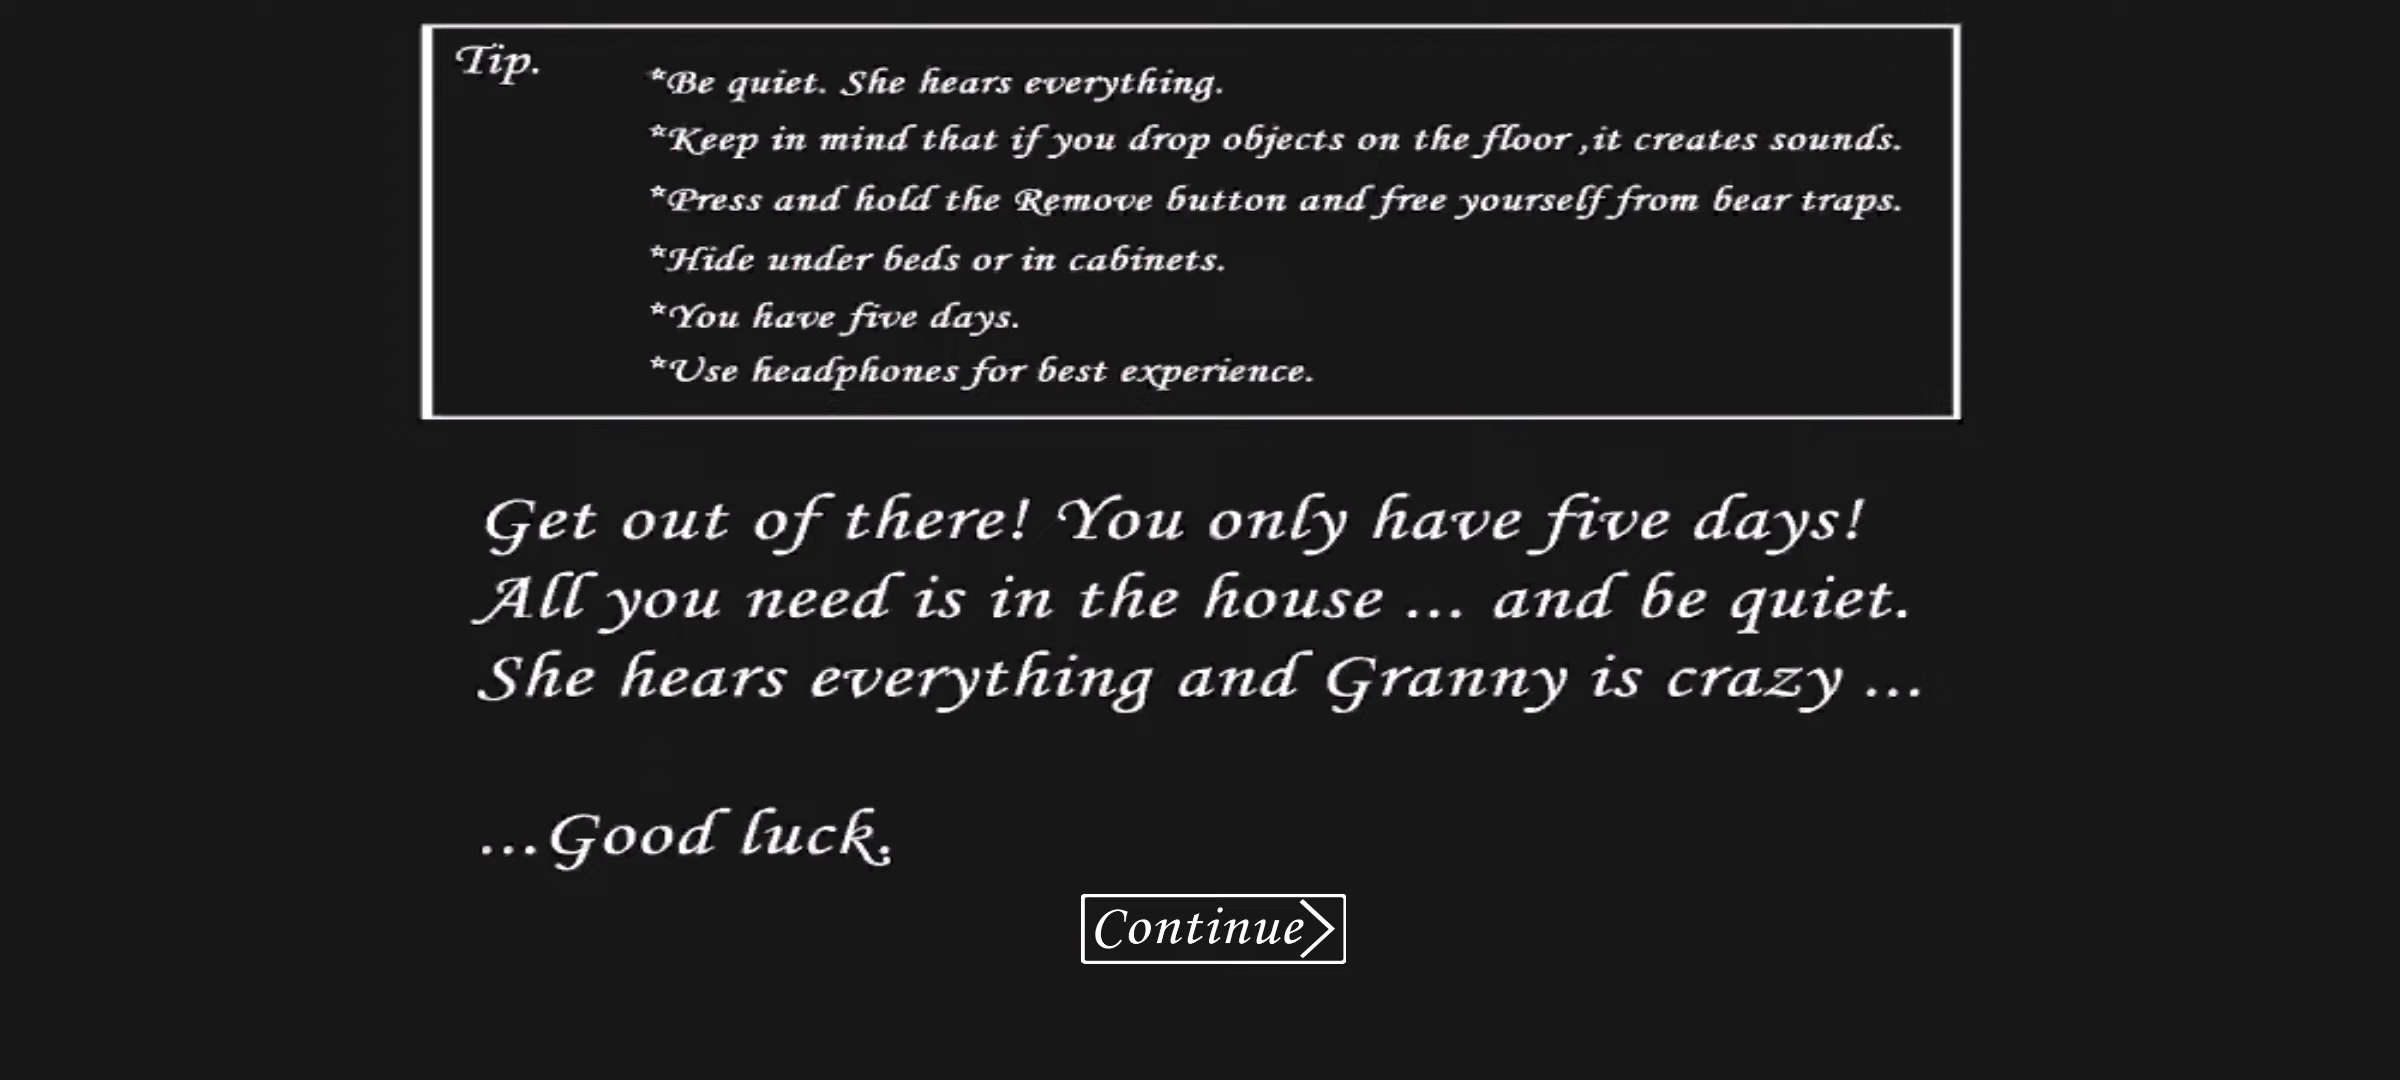 Tip.
*Be quiet. She hears everything.
*Keep in mind that if you drop objects on the floor ,it creates sounds.
*Press and hold the Remove button and free yourself from bear traps.
*Hide under beds or in cabinets.
*You have five days.
*Use headphones for best experience.
Get out of there! You only have five days!
All you need is in the house ... and be quiet.
She hears everything and Granny is crazy ...
...Good luck.
Continue>